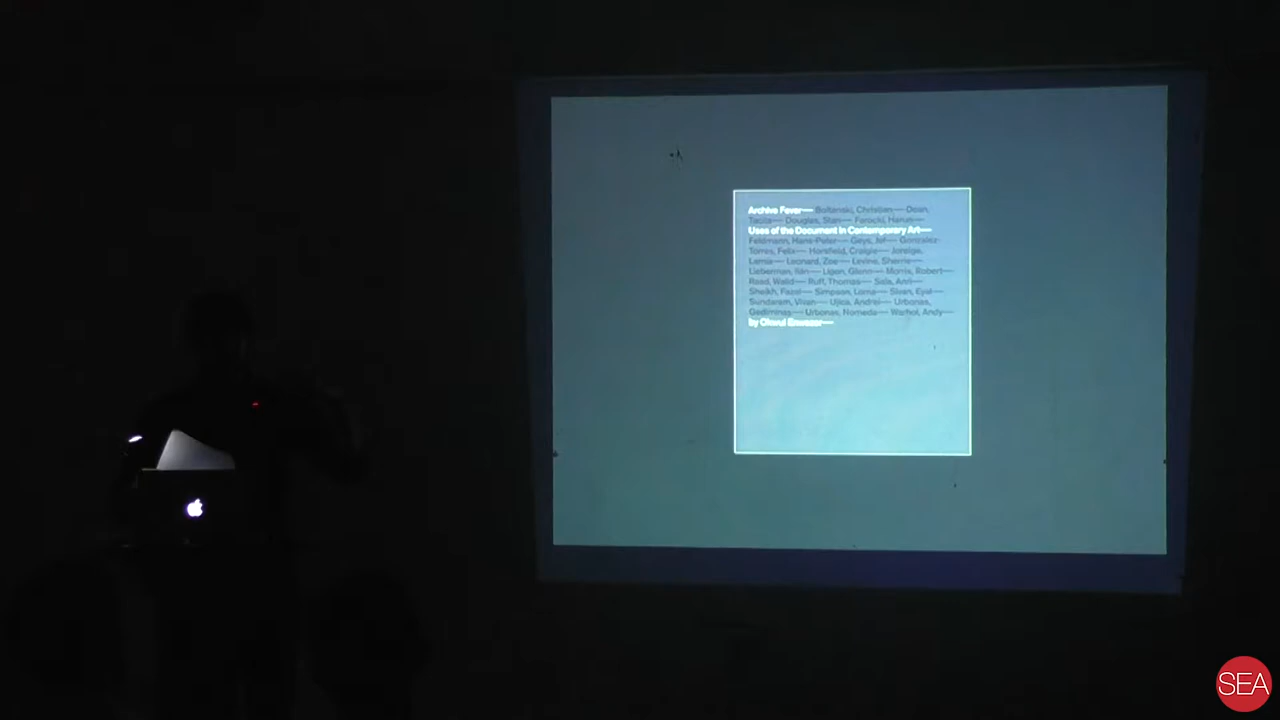 Archive Fever— Boltanski, Christian— Dean,
Tacita— Douglas, Stan— Farocki, Harun—
Uses of the Document in Contemporary Art—
Feldmann, Hans-Peter— Geys, Jef— Gonzalez-
Torres, Felix— Horsfield, Craigie— Joreige,
Lamia— Leonard, Zoe— Levine, Sherrie—
Lieberman, Ilán— Ligon, Glenn— Morris, Robert—
Raad, Walid— Ruff, Thomas— Sala, Anri—
Sheikh, Fazal— Simpson, Lorna— Sivan, Eyal—
Sundaram, Vivan— Ujica, Andrei— Urbonas,
Gediminas— Urbonas, Nomeda— Warhol, Andy—
by Okwui Enwezor—
SEA